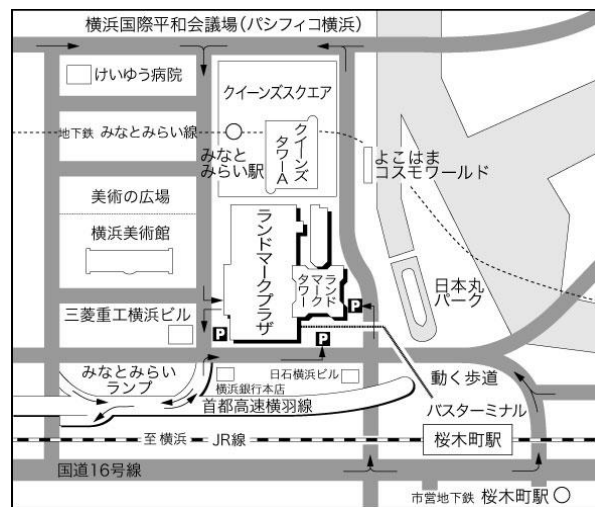 横浜国際平和会議場（パシフィコ横浜）
けいゆう病院
クイーンズスクエア
地下鉄 みなとみらい線
みなと
みらい駅
クイーンズ
タワーA
よこはま
コスモワールド
美術の広場
横浜美術館
ランドマークプラザ
ランド
マーク
タワー
日本丸
パーク
三菱重工横浜ビル
P
P
P
みなとみらい
ランプ
日石横浜ビル
横浜銀行本店
動く歩道
首都高速横羽線
バスターミナル
至横浜 JR線
桜木町駅
国道16号線
市営地下鉄 桜木町駅